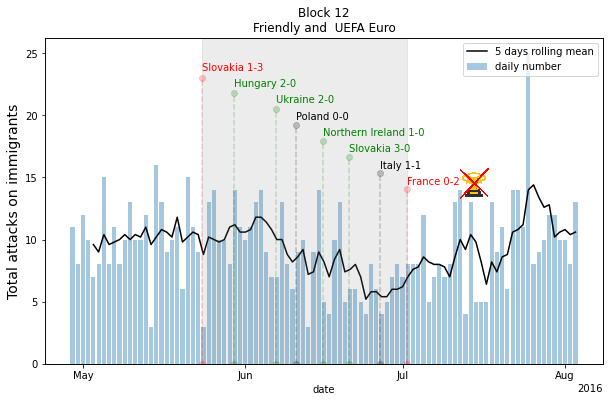 Block 12
Friendly and  UEFA Euro
Total attacks on immigrants
25
20
15
10
5
0
Slovakia 1-3
Hungary 2-0
Ukraine 2-0
Poland 0-0
Northern Ireland 1-0
Slovakia 3-0
Italy 1-1
France 0-2
5 days rolling mean
daily number
May
Jun
Jul
Aug
date
2016